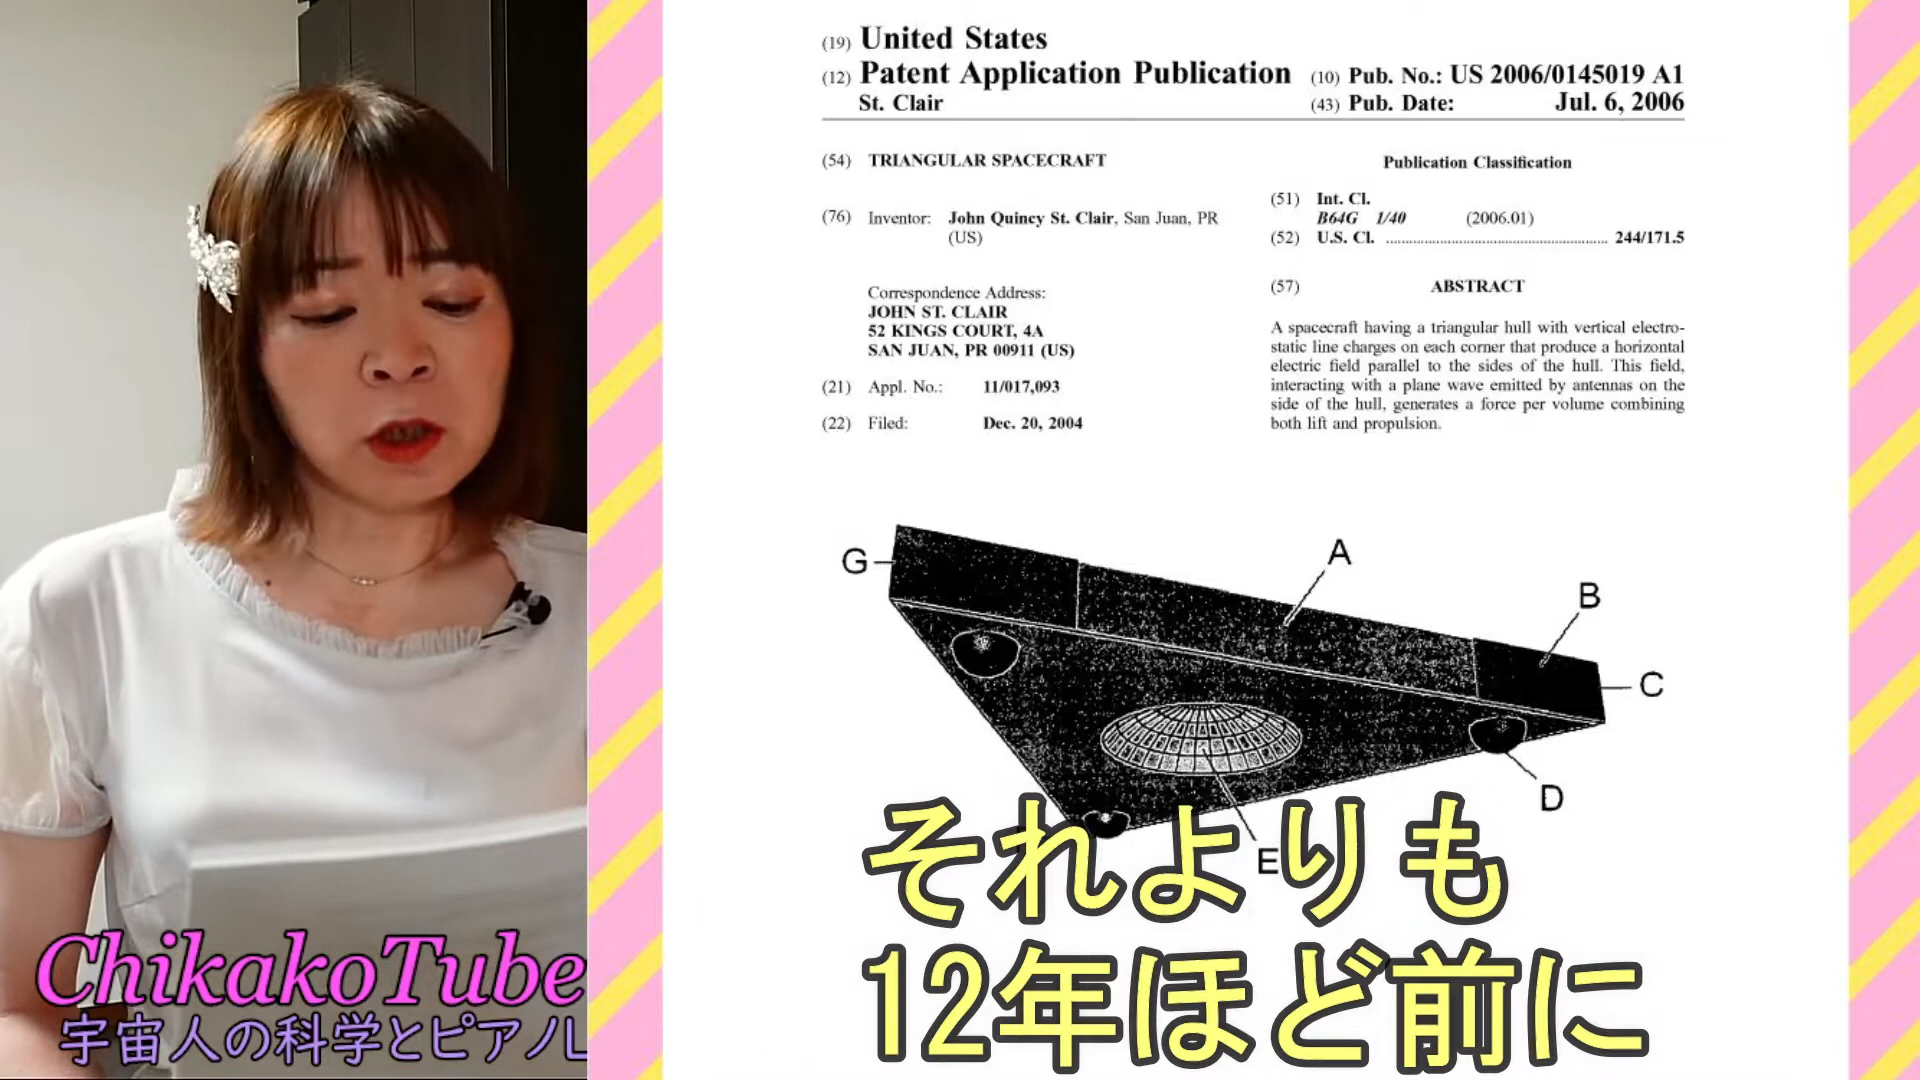 (19) United States
(12) Patent Application Publication
St. Clair
(10) Pub. No.: US 2006/0145019 A1
(43) Pub. Date: Jul. 6, 2006
(54) TRIANGULAR SPACECRAFT
(76) Inventor: John Quincy St. Clair, San Juan, PR
(US)
Correspondence Address:
JOHN ST. CLAIR
52 KINGS COURT, 4A
SAN JUAN, PR 00911 (US)
(21) Appl. No.: 11/017,093
(22) Filed: Dec. 20, 2004
Publication Classification
(51) Int. Cl.
B64G 1/40 (2006.01)
(52) U.S. Cl. ........................................................ 244/171.5
(57) ABSTRACT
A spacecraft having a triangular hull with vertical electro-
static line charges on each corner that produce a horizontal
electric field parallel to the sides of the hull. This field,
interacting with a plane wave emitted by antennas on the
side of the hull, generates a force per volume combining
both lift and propulsion.
G
A
B
C
D
E
それよりも
12年ほど前に
ChikakoTube
宇宙人の科学とピアノ